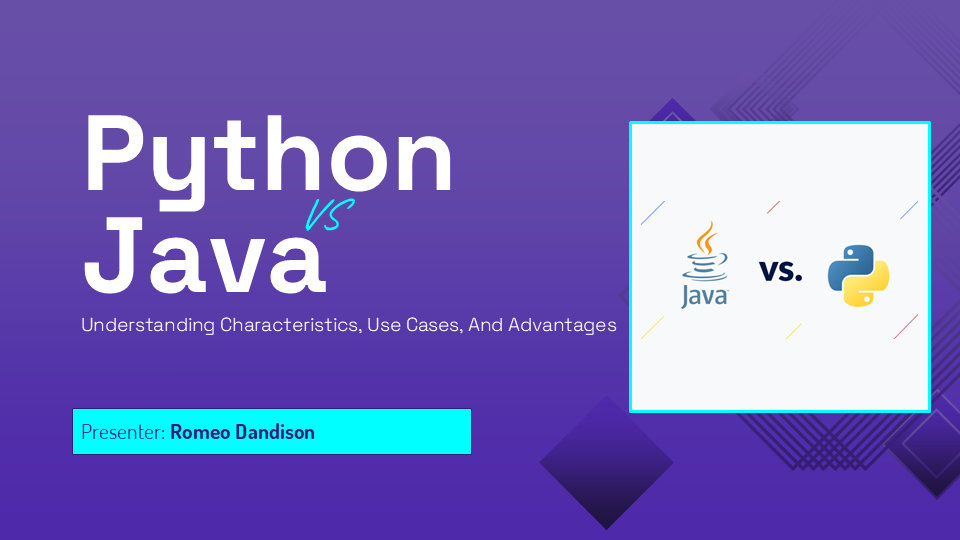 Python
vs
Java
Understanding Characteristics, Use Cases, And Advantages
Presenter: Romeo Dandison
Java
vs.